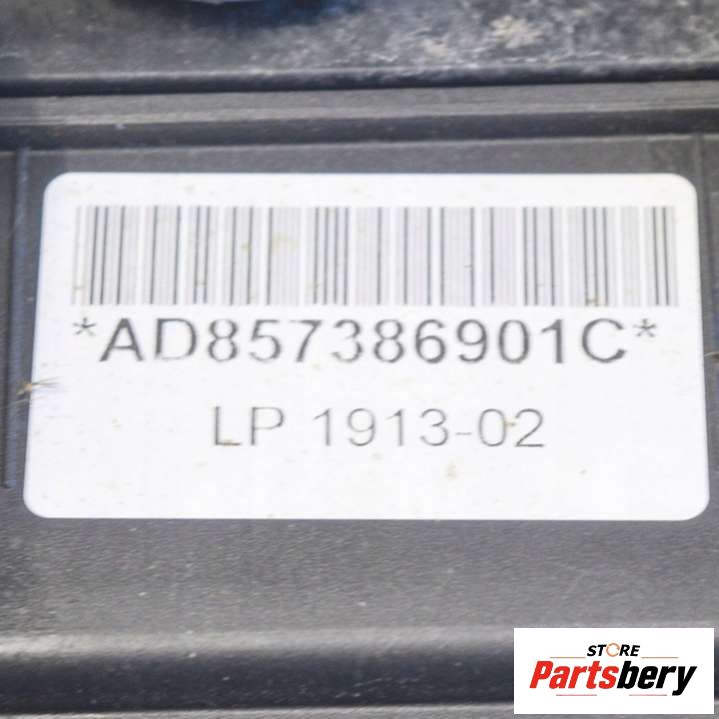 *AD857386901C*
LP 1913-02
STORE
Partsbery